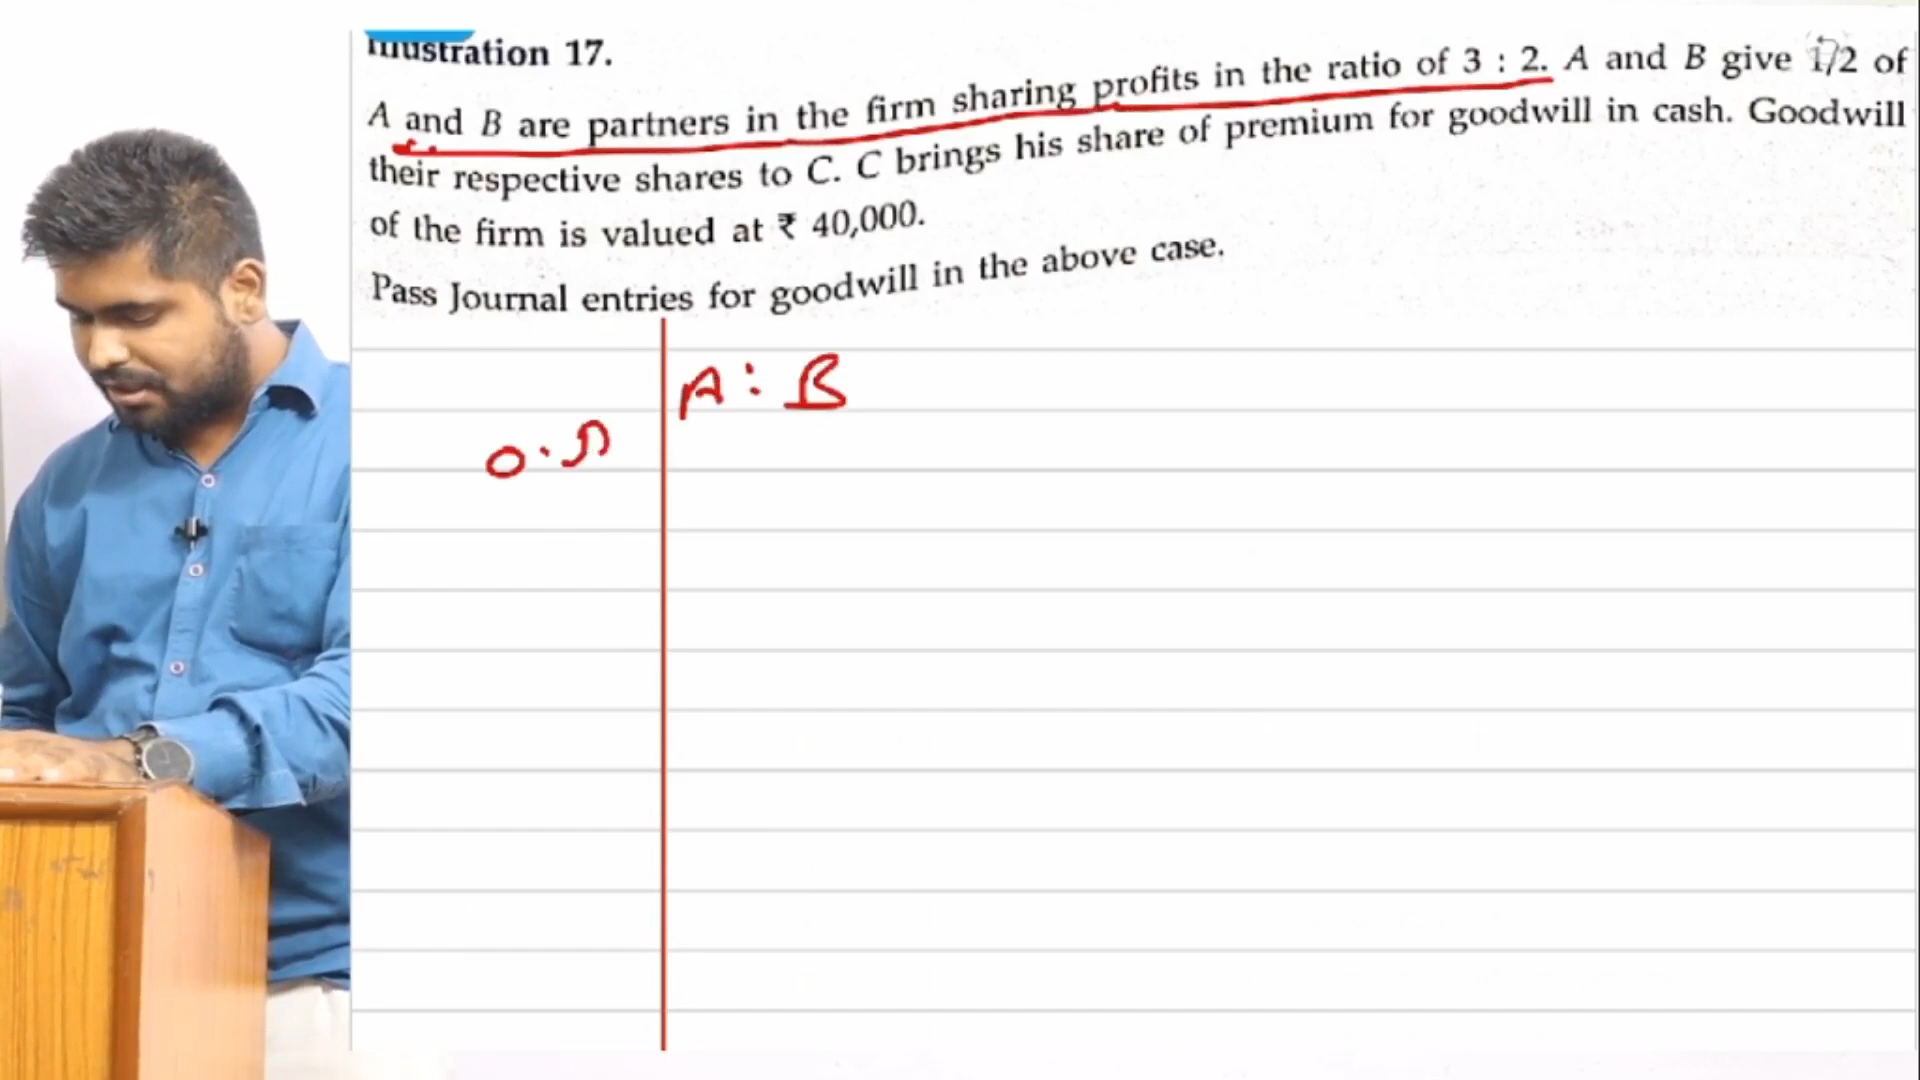 Illustration 17.
A and B are partners in the firm sharing profits in the ratio of 3 : 2. A and B give 1/2 of
their respective shares to C. C brings his share of premium for goodwill in cash. Goodwill
of the firm is valued at ₹ 40,000.
Pass Journal entries for goodwill in the above case.
A : B
O.R